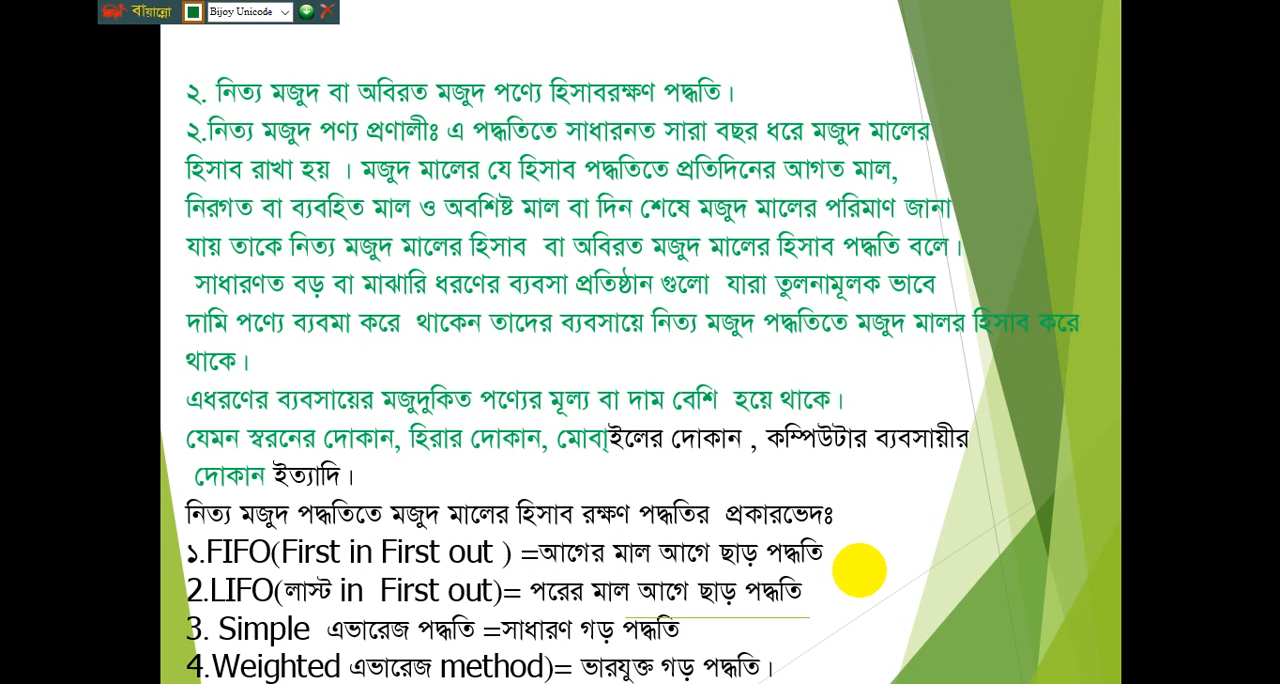 বায়ান্নো Bijoy Unicode
২. নিত্য মজুদ বা অবিরত মজুদ পণ্যে হিসাবরক্ষণ পদ্ধতি।
২.নিত্য মজুদ পণ্য প্রণালীঃ এ পদ্ধতিতে সাধারনত সারা বছর ধরে মজুদ মালের
হিসাব রাখা হয় । মজুদ মালের যে হিসাব পদ্ধতিতে প্রতিদিনের আগত মাল,
নিরগত বা ব্যবহিত মাল ও অবশিষ্ট মাল বা দিন শেষে মজুদ মালের পরিমাণ জানা
যায় তাকে নিত্য মজুদ মালের হিসাব বা অবিরত মজুদ মালের হিসাব পদ্ধতি বলে।
সাধারণত বড় বা মাঝারি ধরণের ব্যবসা প্রতিষ্ঠান গুলো যারা তুলনামূলক ভাবে
দামি পণ্যে ব্যবমা করে থাকেন তাদের ব্যবসায়ে নিত্য মজুদ পদ্ধতিতে মজুদ মালর হিসাব করে
থাকে।
এধরণের ব্যবসায়ের মজুদুকিত পণ্যের মূল্য বা দাম বেশি হয়ে থাকে।
যেমন স্বরনের দোকান, হিরার দোকান, মোবাইলের দোকান , কম্পিউটার ব্যবসায়ীর
দোকান ইত্যাদি।
নিত্য মজুদ পদ্ধতিতে মজুদ মালের হিসাব রক্ষণ পদ্ধতির প্রকারভেদঃ
১.FIFO(First in First out ) =আগের মাল আগে ছাড় পদ্ধতি
2.LIFO(লাস্ট in First out)= পরের মাল আগে ছাড় পদ্ধতি
3. Simple এভারেজ পদ্ধতি =সাধারণ গড় পদ্ধতি
4.Weighted এভারেজ method)= ভারযুক্ত গড় পদ্ধতি।